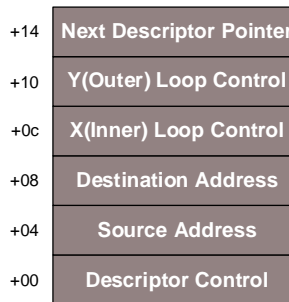 +14 Next Descriptor Pointer
+10 Y(Outer) Loop Control
+0c X(Inner) Loop Control
+08 Destination Address
+04 Source Address
+00 Descriptor Control